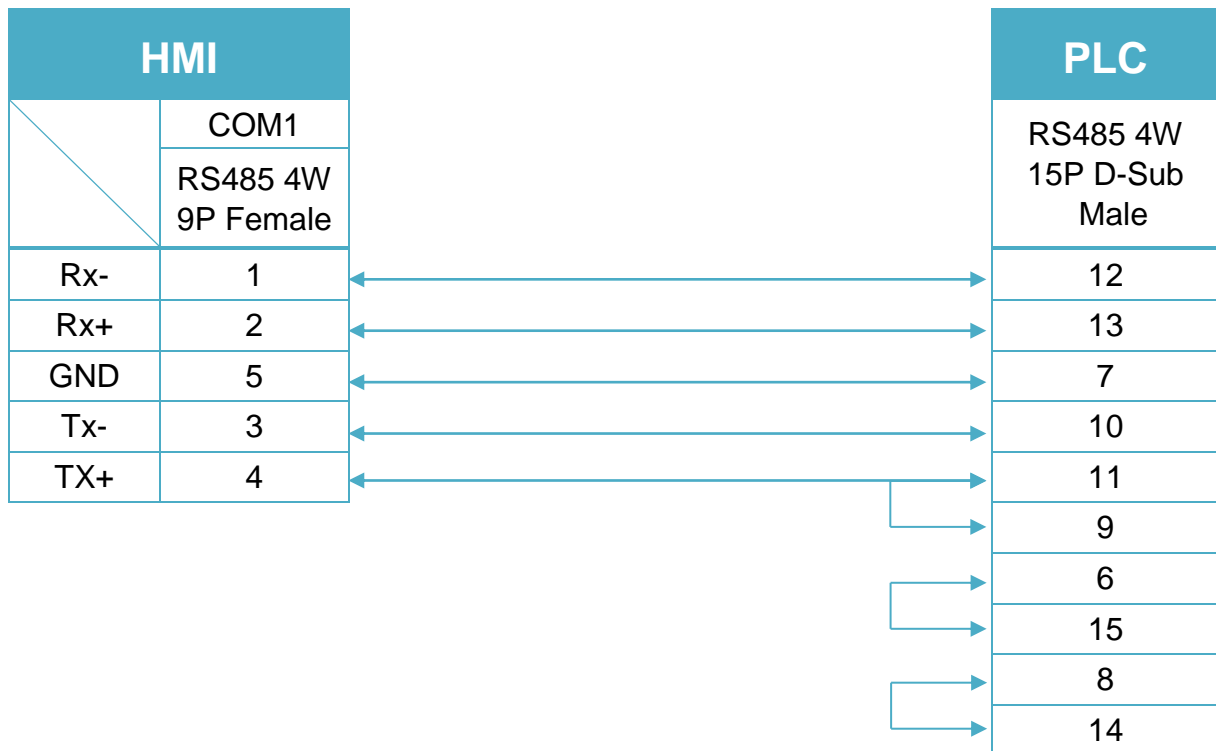 HMI
PLC
COM1
RS485 4W
9P Female
RS485 4W
15P D-Sub
Male
Rx- 1 12
Rx+ 2 13
GND 5 7
Tx- 3 10
TX+ 4 11
9
6
15
8
14